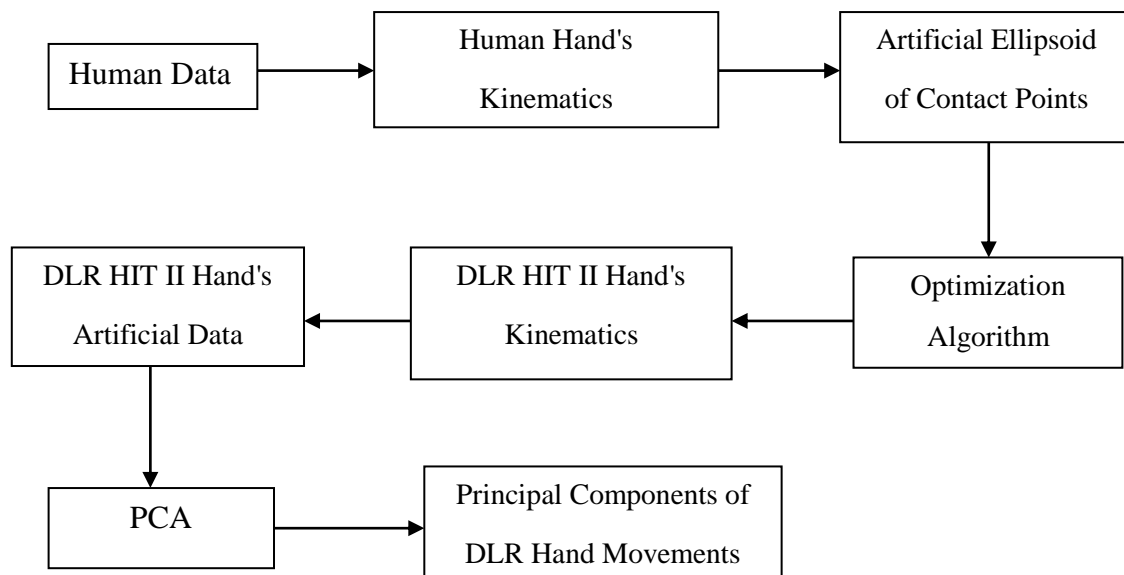 Human Data
Human Hand's
Kinematics
Artificial Ellipsoid
of Contact Points
Optimization
Algorithm
DLR HIT II Hand's
Kinematics
DLR HIT II Hand's
Artificial Data
PCA
Principal Components of
DLR Hand Movements